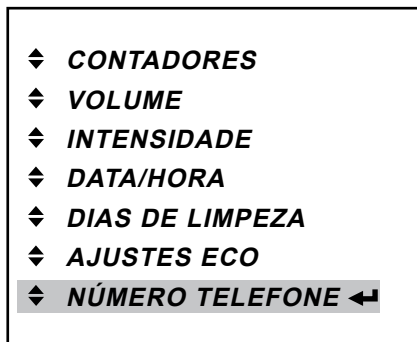 CONTADORES
VOLUME
INTENSIDADE
DATA/HORA
DIAS DE LIMPEZA
AJUSTES ECO
NÚMERO TELEFONE